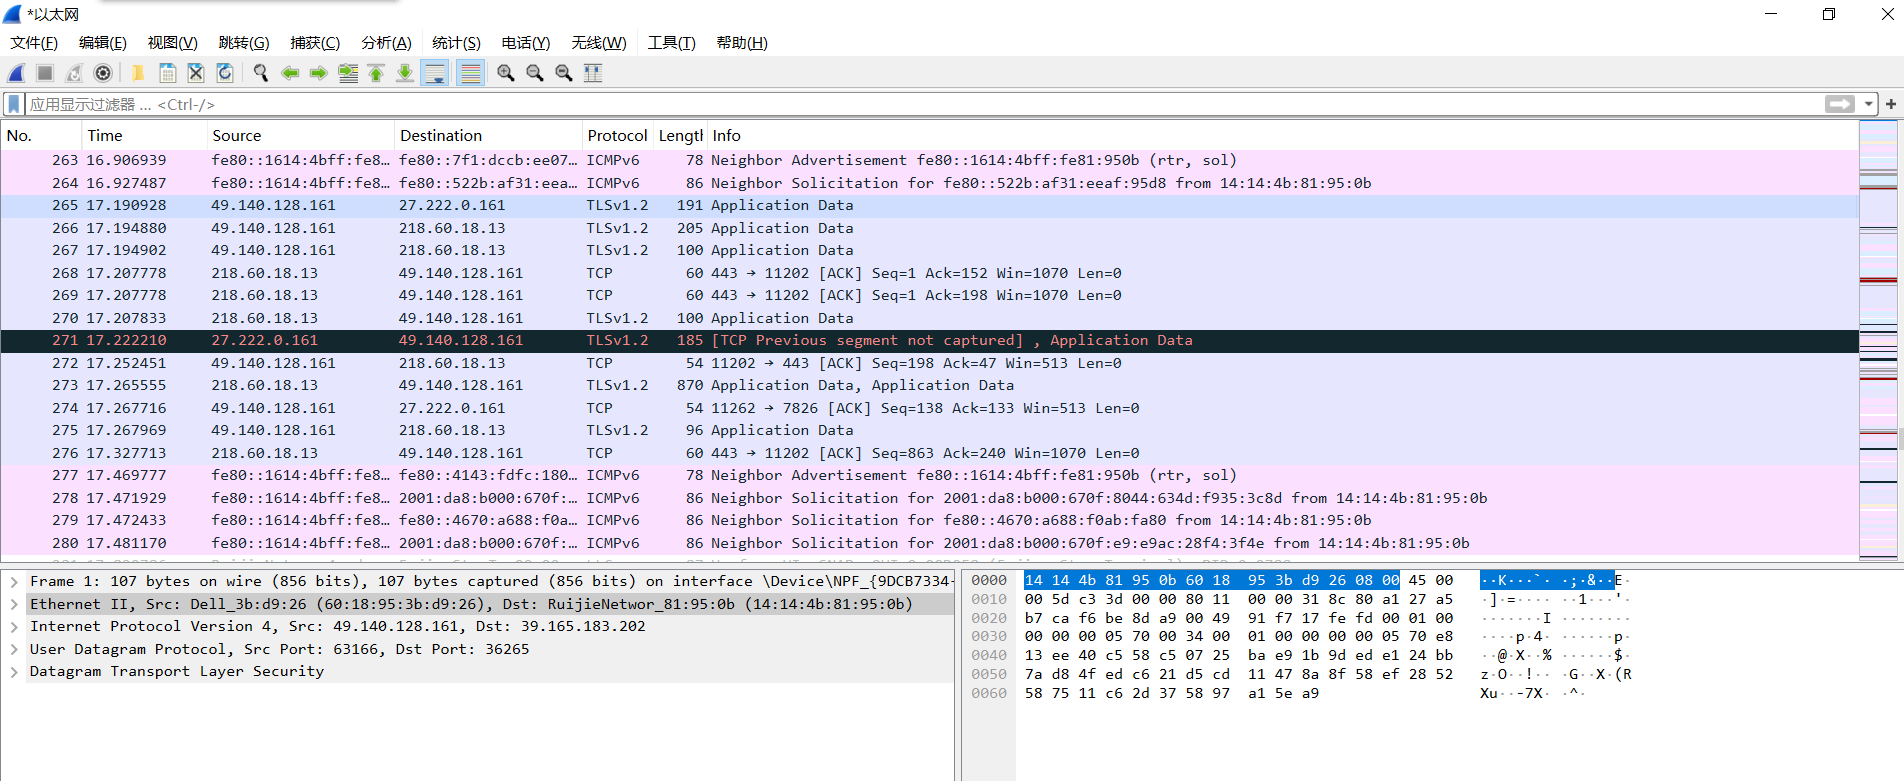 *以太网
文件(F) 编辑(E) 视图(V) 跳转(G) 捕获(C) 分析(A) 统计(S) 电话(Y) 无线(W) 工具(T) 帮助(H)
应用显示过滤器 … <Ctrl-/>
No. Time Source Destination Protocol Length Info
263 16.906939 fe80::1614:4bff:fe8… fe80::7f1:dccb:ee07… ICMPv6 78 Neighbor Advertisement fe80::1614:4bff:fe81:950b (rtr, sol)
264 16.927487 fe80::1614:4bff:fe8… fe80::522b:af31:eea… ICMPv6 86 Neighbor Solicitation for fe80::522b:af31:eeaf:95d8 from 14:14:4b:81:95:0b
265 17.190928 49.140.128.161 27.222.0.161 TLSv1.2 191 Application Data
266 17.194880 49.140.128.161 218.60.18.13 TLSv1.2 205 Application Data
267 17.194902 49.140.128.161 218.60.18.13 TLSv1.2 100 Application Data
268 17.207778 218.60.18.13 49.140.128.161 TCP 60 443 → 11202 [ACK] Seq=1 Ack=152 Win=1070 Len=0
269 17.207778 218.60.18.13 49.140.128.161 TCP 60 443 → 11202 [ACK] Seq=1 Ack=198 Win=1070 Len=0
270 17.207833 218.60.18.13 49.140.128.161 TLSv1.2 100 Application Data
271 17.222210 27.222.0.161 49.140.128.161 TLSv1.2 185 [TCP Previous segment not captured] , Application Data
272 17.252451 49.140.128.161 218.60.18.13 TCP 54 11202 → 443 [ACK] Seq=198 Ack=47 Win=513 Len=0
273 17.265555 218.60.18.13 49.140.128.161 TLSv1.2 870 Application Data, Application Data
274 17.267716 49.140.128.161 27.222.0.161 TCP 54 11262 → 7826 [ACK] Seq=138 Ack=133 Win=513 Len=0
275 17.267969 49.140.128.161 218.60.18.13 TLSv1.2 96 Application Data
276 17.327713 218.60.18.13 49.140.128.161 TCP 60 443 → 11202 [ACK] Seq=863 Ack=240 Win=1070 Len=0
277 17.469777 fe80::1614:4bff:fe8… fe80::4143:fdfc:180… ICMPv6 78 Neighbor Advertisement fe80::1614:4bff:fe81:950b (rtr, sol)
278 17.471929 fe80::1614:4bff:fe8… 2001:da8:b000:670f:… ICMPv6 86 Neighbor Solicitation for 2001:da8:b000:670f:8044:634d:f935:3c8d from 14:14:4b:81:95:0b
279 17.472433 fe80::1614:4bff:fe8… fe80::4670:a688:f0a… ICMPv6 86 Neighbor Solicitation for fe80::4670:a688:f0ab:fa80 from 14:14:4b:81:95:0b
280 17.481170 fe80::1614:4bff:fe8… 2001:da8:b000:670f:… ICMPv6 86 Neighbor Solicitation for 2001:da8:b000:670f:e9:e9ac:28f4:3f4e from 14:14:4b:81:95:0b
Frame 1: 107 bytes on wire (856 bits), 107 bytes captured (856 bits) on interface \Device\NPF_{9DCB7334-
Ethernet II, Src: Dell_3b:d9:26 (60:18:95:3b:d9:26), Dst: RuijieNetwor_81:95:0b (14:14:4b:81:95:0b)
Internet Protocol Version 4, Src: 49.140.128.161, Dst: 39.165.183.202
User Datagram Protocol, Src Port: 63166, Dst Port: 36265
Datagram Transport Layer Security
0000 14 14 4b 81 95 0b 60 18 95 3b d9 26 08 00 45 00 ··K···`· ·;·&··E·
0010 00 5d c3 3d 00 00 80 11 00 00 31 8c 80 a1 27 a5 ·]·=···· ··1···'·
0020 b7 ca f6 be 8d a9 00 49 91 f7 17 fe fd 00 01 00 ·······I ········
0030 00 00 00 05 70 00 34 00 01 00 00 00 00 05 70 e8 ····p·4· ······p·
0040 13 ee 40 c5 58 c5 07 25 ba e9 1b 9d ed e1 24 bb ··@·X··% ······$·
0050 7a d8 4f ed c6 21 d5 cd 11 47 8a 8f 58 ef 28 52 z·O··!·· ·G··X·(R
0060 58 75 11 c6 2d 37 58 97 a1 5e a9 Xu··-7X· ·^·